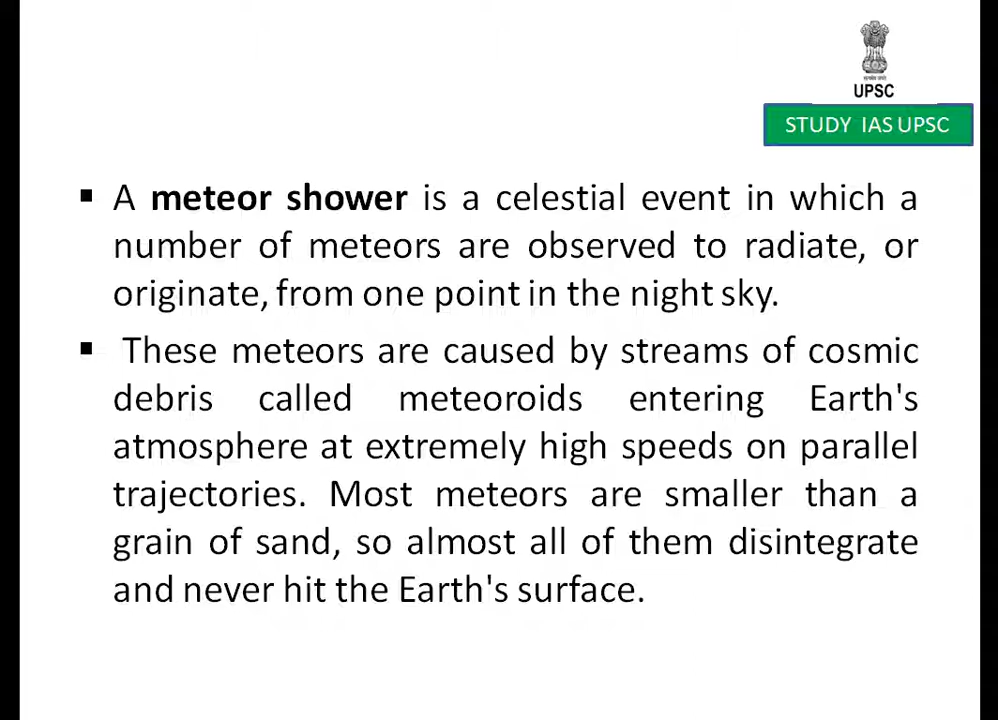 UPSC
STUDY IAS UPSC
▪ A meteor shower is a celestial event in which a
number of meteors are observed to radiate, or
originate, from one point in the night sky.
▪ These meteors are caused by streams of cosmic
debris called meteoroids entering Earth's
atmosphere at extremely high speeds on parallel
trajectories. Most meteors are smaller than a
grain of sand, so almost all of them disintegrate
and never hit the Earth's surface.